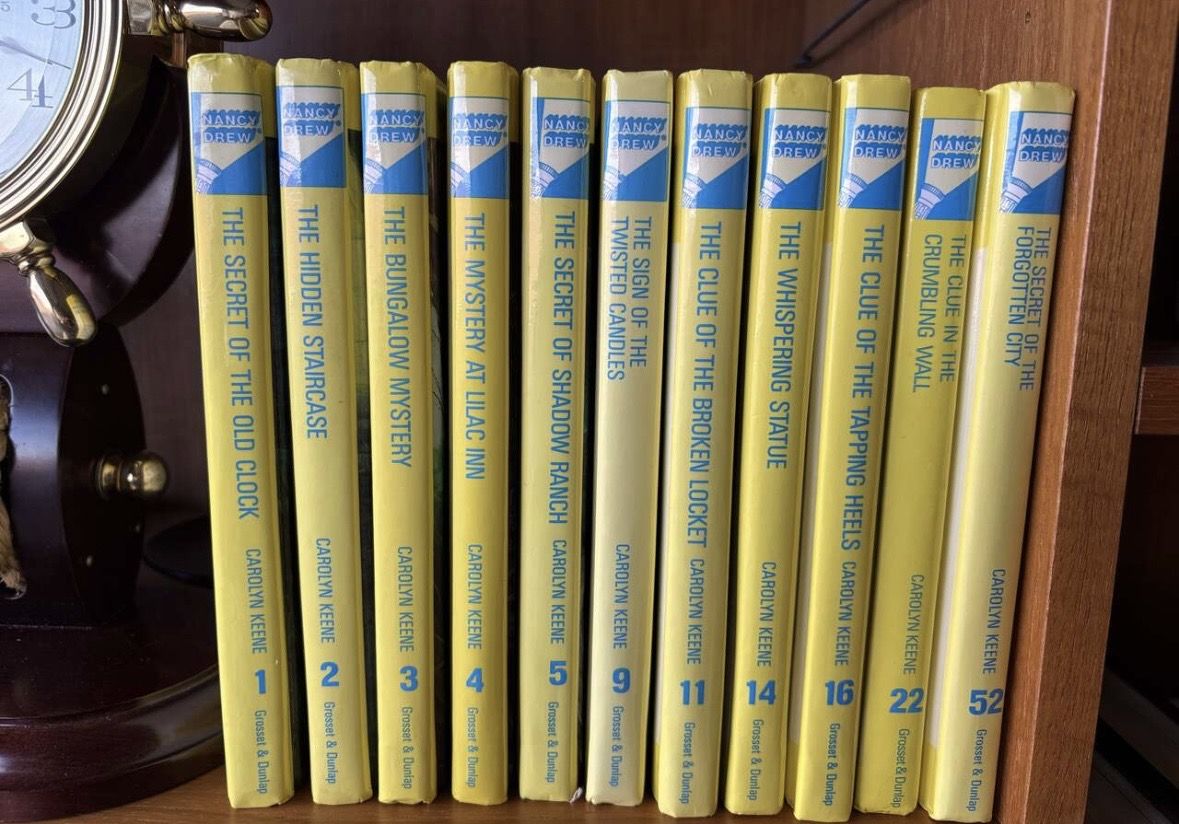 33
44
NANCY
DREW
THE SECRET OF THE OLD CLOCK
CAROLYN KEENE
1
Grosset & Dunlap
NANCY
DREW
THE HIDDEN STAIRCASE
CAROLYN KEENE
2
Grosset & Dunlap
NANCY
DREW
THE BUNGALOW MYSTERY
CAROLYN KEENE
3
Grosset & Dunlap
NANCY
DREW
THE MYSTERY AT LILAC INN
CAROLYN KEENE
4
Grosset & Dunlap
NANCY
DREW
THE SECRET OF SHADOW RANCH
CAROLYN KEENE
5
Grosset & Dunlap
NANCY
DREW
THE SIGN OF THE
TWISTED CANDLES
CAROLYN KEENE
9
Grosset & Dunlap
NANCY
DREW
THE CLUE OF THE BROKEN LOCKET
CAROLYN KEENE
11
Grosset & Dunlap
NANCY
DREW
THE WHISPERING STATUE
CAROLYN KEENE
14
Grosset & Dunlap
NANCY
DREW
THE CLUE OF THE TAPPING HEELS
CAROLYN KEENE
16
Grosset & Dunlap
NANCY
DREW
THE CLUE IN THE
CRUMBLING WALL
CAROLYN KEENE
22
Grosset & Dunlap
NANCY
DREW
THE SECRET OF THE
FORGOTTEN CITY
CAROLYN KEENE
52
Grosset & Dunlap